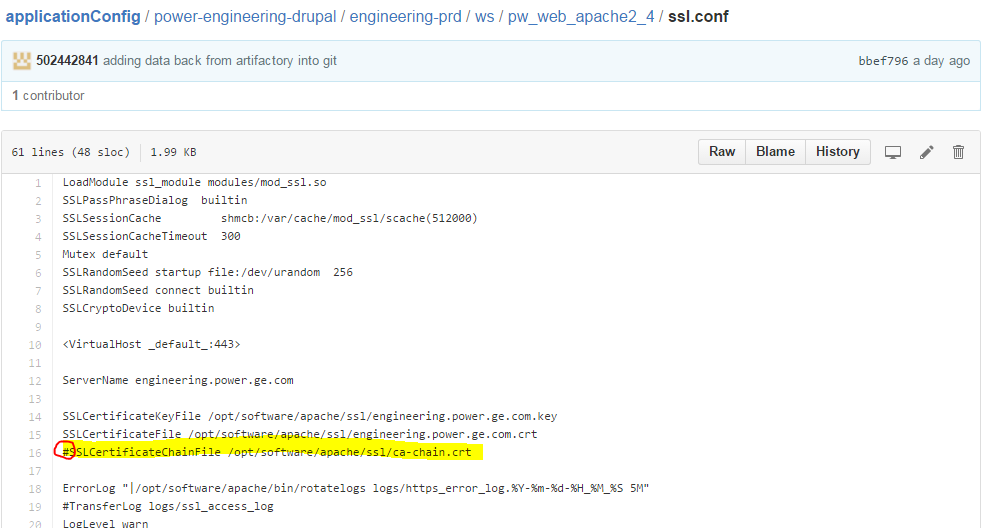 applicationConfig / power-engineering-drupal / engineering-prd / ws / pw_web_apache2_4 / ssl.conf
502442841 adding data back from artifactory into git bbef796 a day ago
1 contributor
61 lines (48 sloc) 1.99 KB Raw Blame History
1 LoadModule ssl_module modules/mod_ssl.so
2 SSLPassPhraseDialog builtin
3 SSLSessionCache shmcb:/var/cache/mod_ssl/scache(512000)
4 SSLSessionCacheTimeout 300
5 Mutex default
6 SSLRandomSeed startup file:/dev/urandom 256
7 SSLRandomSeed connect builtin
8 SSLCryptoDevice builtin
9
10 <VirtualHost _default_:443>
11
12 ServerName engineering.power.ge.com
13
14 SSLCertificateKeyFile /opt/software/apache/ssl/engineering.power.ge.com.key
15 SSLCertificateFile /opt/software/apache/ssl/engineering.power.ge.com.crt
16 #SSLCertificateChainFile /opt/software/apache/ssl/ca-chain.crt
17
18 ErrorLog "|/opt/software/apache/bin/rotatelogs logs/https_error_log.%Y-%m-%d-%H_%M_%S 5M"
19 #TransferLog logs/ssl_access_log
20 LogLevel warn